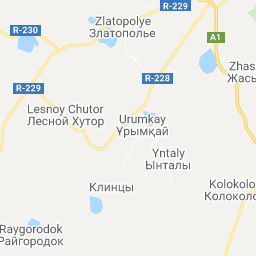 R-229
Zlatopolye
Златополье
R-230
A1
Zhas
Жась
R-228
R-229
Lesnoy Chutor
Лесной Хутор
Urumkay
Ұрымқай
Yntaly
Ынталы
Клинцы
Kolokolo
Колоколо
Raygorodok
Райгородок